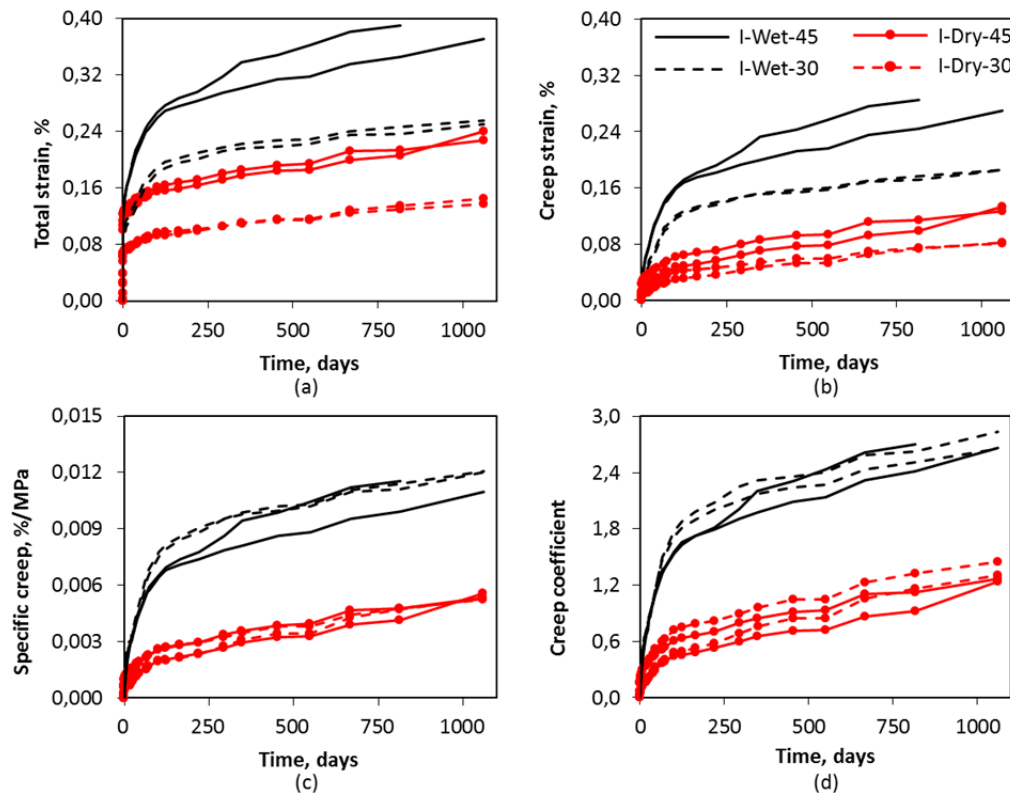 0,40
0,32
0,24
0,16
0,08
0,00
Total strain, %
0 250 500 750 1000
Time, days
(a)
0,40
0,32
0,24
0,16
0,08
0,00
Creep strain, %
I-Wet-45 I-Dry-45
I-Wet-30 I-Dry-30
0 250 500 750 1000
Time, days
(b)
0,015
0,012
0,009
0,006
0,003
0,000
Specific creep, %/MPa
0 250 500 750 1000
Time, days
(c)
3,0
2,4
1,8
1,2
0,6
0,0
Creep coefficient
0 250 500 750 1000
Time, days
(d)